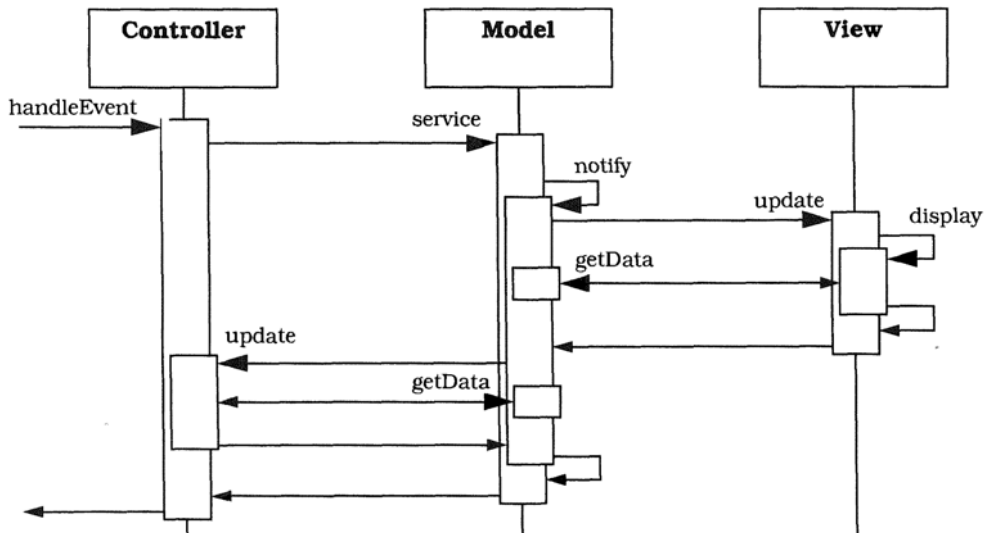 Controller
Model
View
handleEvent
service
notify
update
display
getData
update
getData